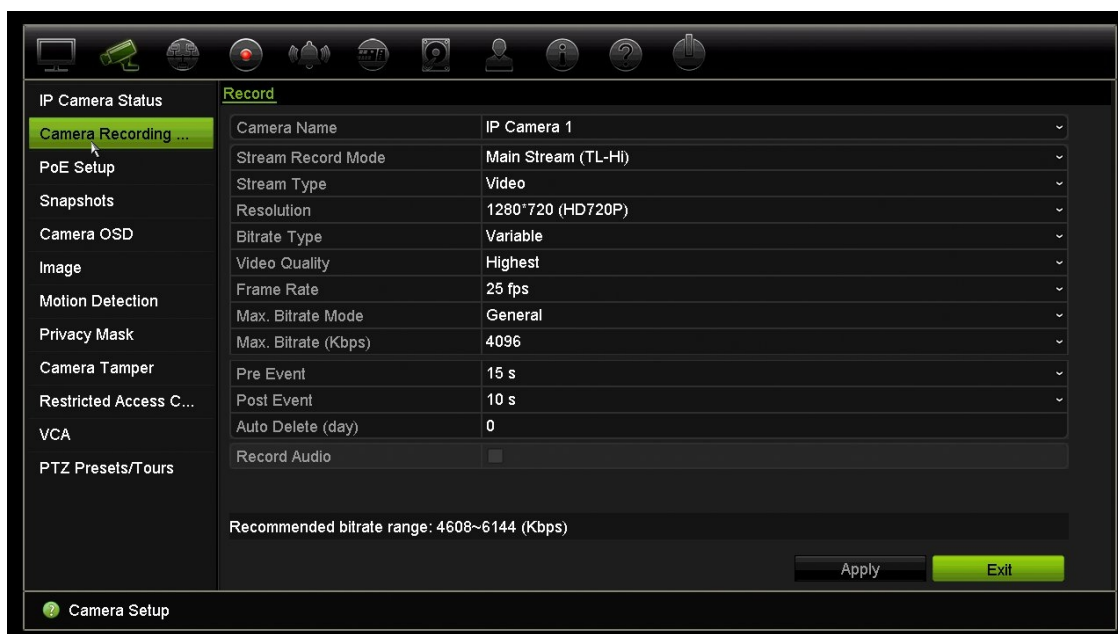 IP Camera Status
Camera Recording ...
PoE Setup
Snapshots
Camera OSD
Image
Motion Detection
Privacy Mask
Camera Tamper
Restricted Access C...
VCA
PTZ Presets/Tours
Record
Camera Name IP Camera 1
Stream Record Mode Main Stream (TL-Hi)
Stream Type Video
Resolution 1280*720 (HD720P)
Bitrate Type Variable
Video Quality Highest
Frame Rate 25 fps
Max. Bitrate Mode General
Max. Bitrate (Kbps) 4096
Pre Event 15 s
Post Event 10 s
Auto Delete (day) 0
Record Audio
Recommended bitrate range: 4608~6144 (Kbps)
Apply Exit
Camera Setup